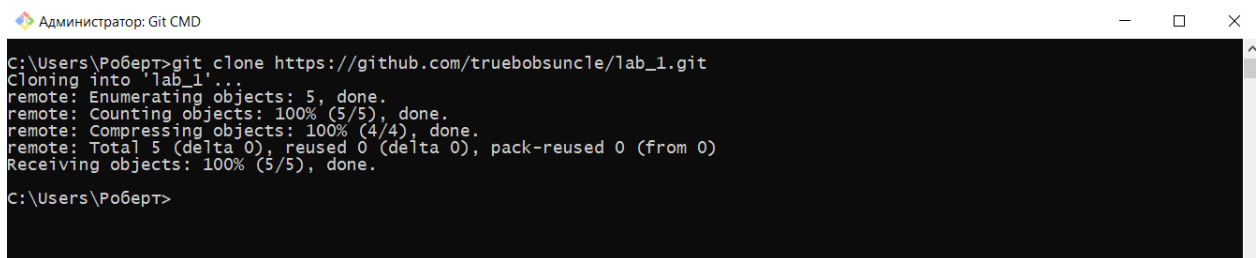 Администратор: Git CMD
C:\Users\Роберт>git clone https://github.com/truebobsuncle/lab_1.git
Cloning into 'lab_1'...
remote: Enumerating objects: 5, done.
remote: Counting objects: 100% (5/5), done.
remote: Compressing objects: 100% (4/4), done.
remote: Total 5 (delta 0), reused 0 (delta 0), pack-reused 0 (from 0)
Receiving objects: 100% (5/5), done.
C:\Users\Роберт>